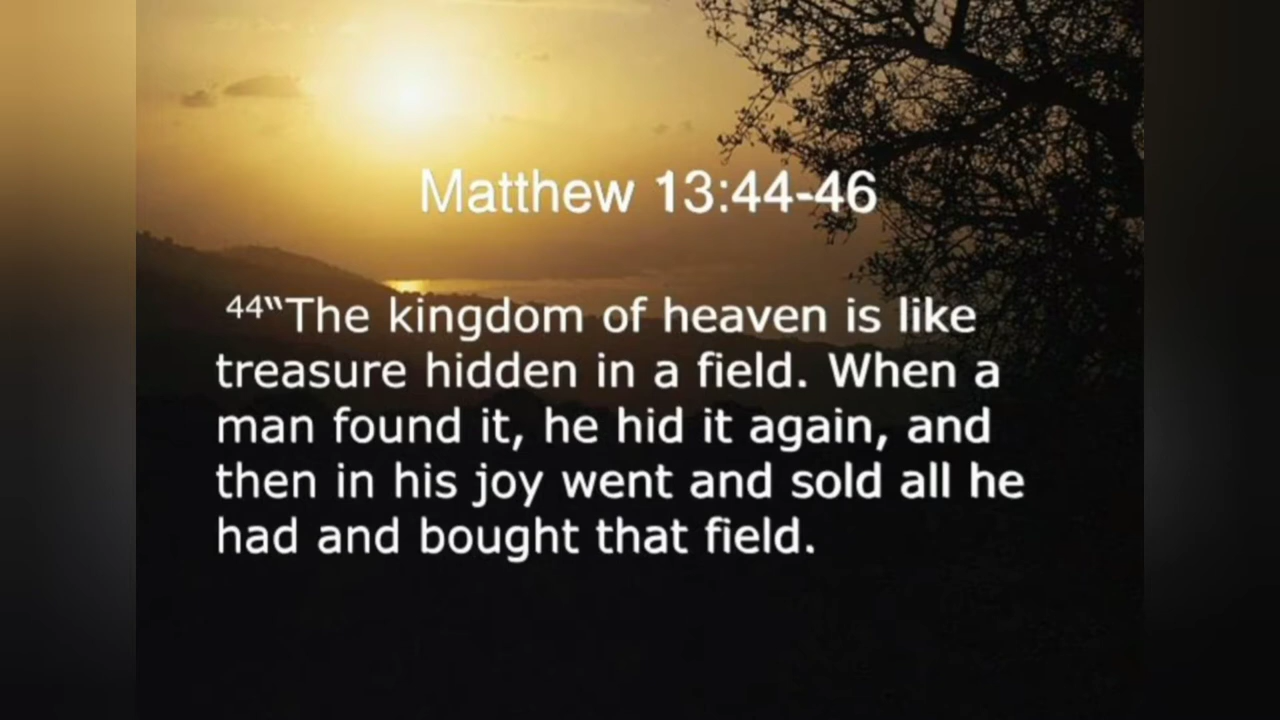 Matthew 13:44-46
44“The kingdom of heaven is like
treasure hidden in a field. When a
man found it, he hid it again, and
then in his joy went and sold all he
had and bought that field.